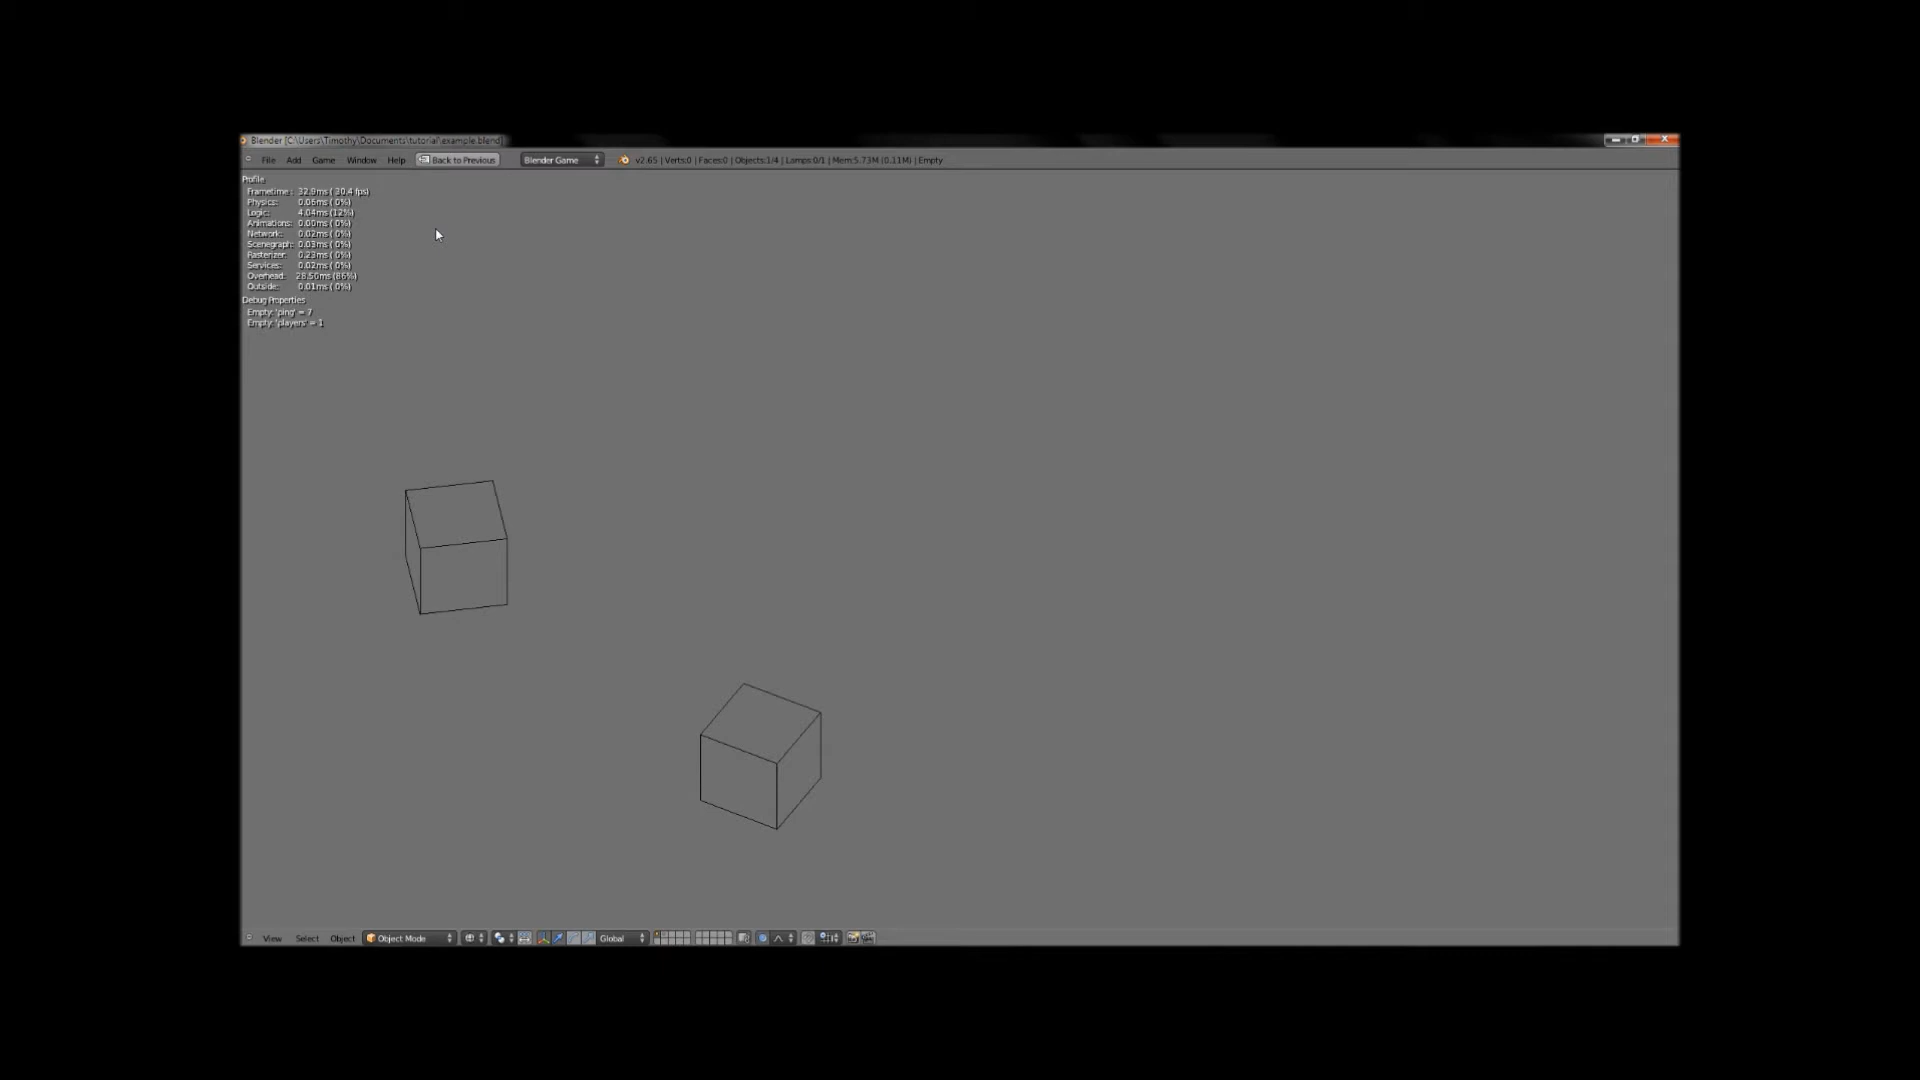 Blender [C:\Users\Timothy\Documents\tutorial\example.blend]
File Add Game Window Help Back to Previous Blender Game v2.65 | Verts:0 | Faces:0 | Objects:1/4 | Lamps:0/1 | Mem:5.73M (0.11M) | Empty
Profile
Frametime: 32.9ms ( 30.4 fps)
Physics: 0.06ms ( 0%)
Logic: 4.04ms (12%)
Animations: 0.00ms ( 0%)
Network: 0.02ms ( 0%)
Scenegraph: 0.03ms ( 0%)
Rasterizer: 0.23ms ( 0%)
Services: 0.02ms ( 0%)
Overhead: 28.50ms (86%)
Outside: 0.01ms ( 0%)
Debug Properties
Empty: 'ping' = 7
Empty: 'players' = 1
View Select Object Object Mode Global